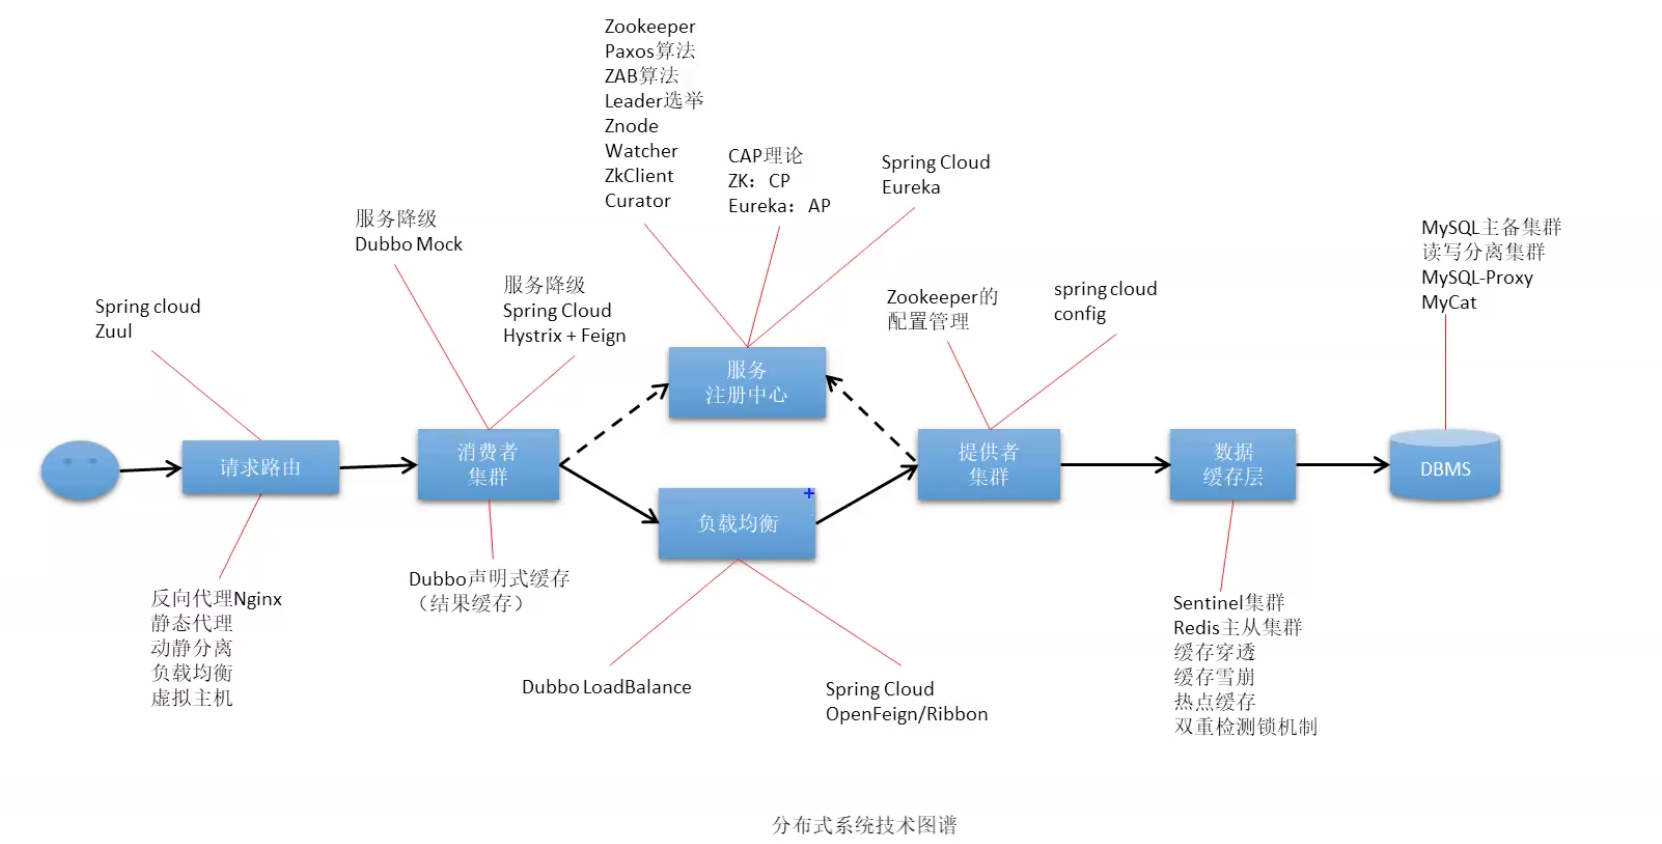 Zookeeper
Paxos算法
ZAB算法
Leader选举
Znode
Watcher
ZkClient
Curator
CAP理论
ZK：CP
Eureka：AP
Spring Cloud
Eureka
服务降级
Dubbo Mock
服务降级
Spring Cloud
Hystrix + Feign
Spring cloud
Zuul
Zookeeper的
配置管理
spring cloud
config
MySQL主备集群
读写分离集群
MySQL-Proxy
MyCat
服务
注册中心
请求路由
消费者
集群
负载均衡
提供者
集群
数据
缓存层
DBMS
反向代理Nginx
静态代理
动静分离
负载均衡
虚拟主机
Dubbo声明式缓存
（结果缓存）
Dubbo LoadBalance
Spring Cloud
OpenFeign/Ribbon
Sentinel集群
Redis主从集群
缓存穿透
缓存雪崩
热点缓存
双重检测锁机制
分布式系统技术图谱